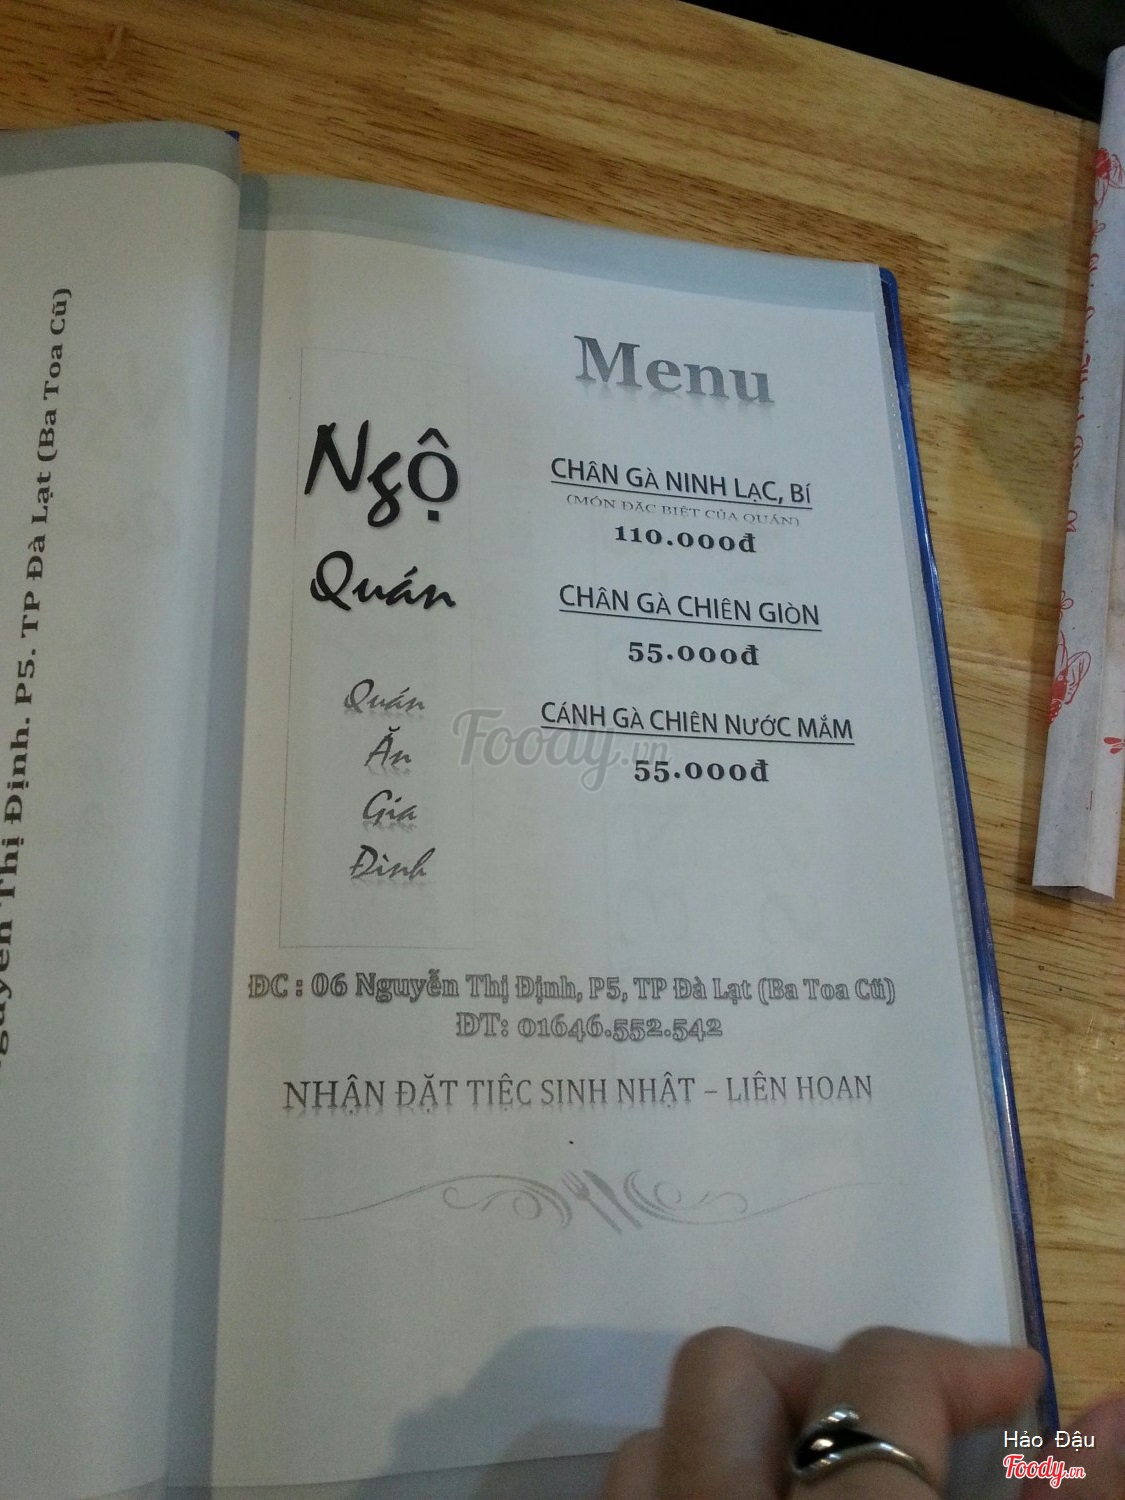 Nguyễn Thị Định. P5. TP Đà Lạt (Ba Toa Cũ)
Menu
Ngộ
Quán
Quán
Ăn
Gia
Đình
CHÂN GÀ NINH LẠC, BÍ
(MÓN ĐẶC BIỆT CỦA QUÁN)
110.000đ
CHÂN GÀ CHIÊN GIÒN
55.000đ
CÁNH GÀ CHIÊN NƯỚC MẮM
55.000đ
Foody.vn
ĐC : 06 Nguyễn Thị Định, P5, TP Đà Lạt (Ba Toa Cũ)
ĐT: 01646.552.542
NHẬN ĐẶT TIỆC SINH NHẬT – LIÊN HOAN
Hảo Đậu
Foody.vn